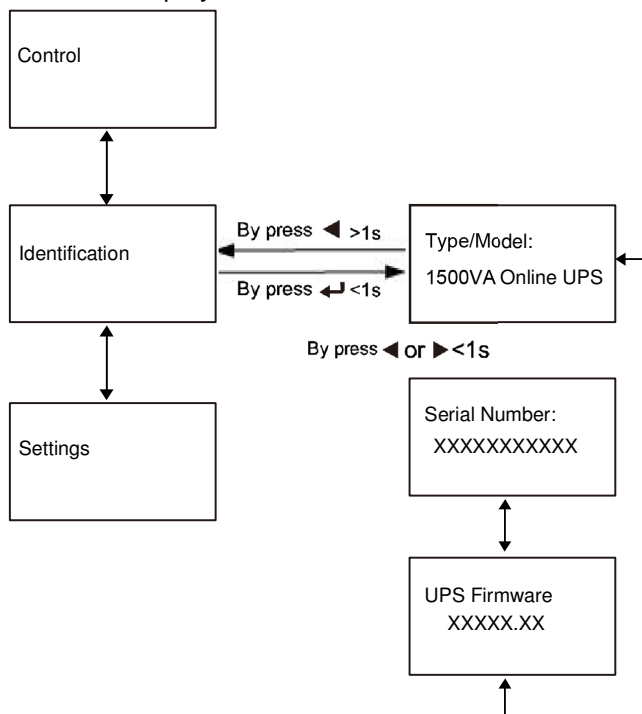 Control
Identification
By press ◀ >1s
By press ↵ <1s
Type/Model:
1500VA Online UPS
By press ◀ or ▶ <1s
Settings
Serial Number:
XXXXXXXXXXX
UPS Firmware
XXXXX.XX